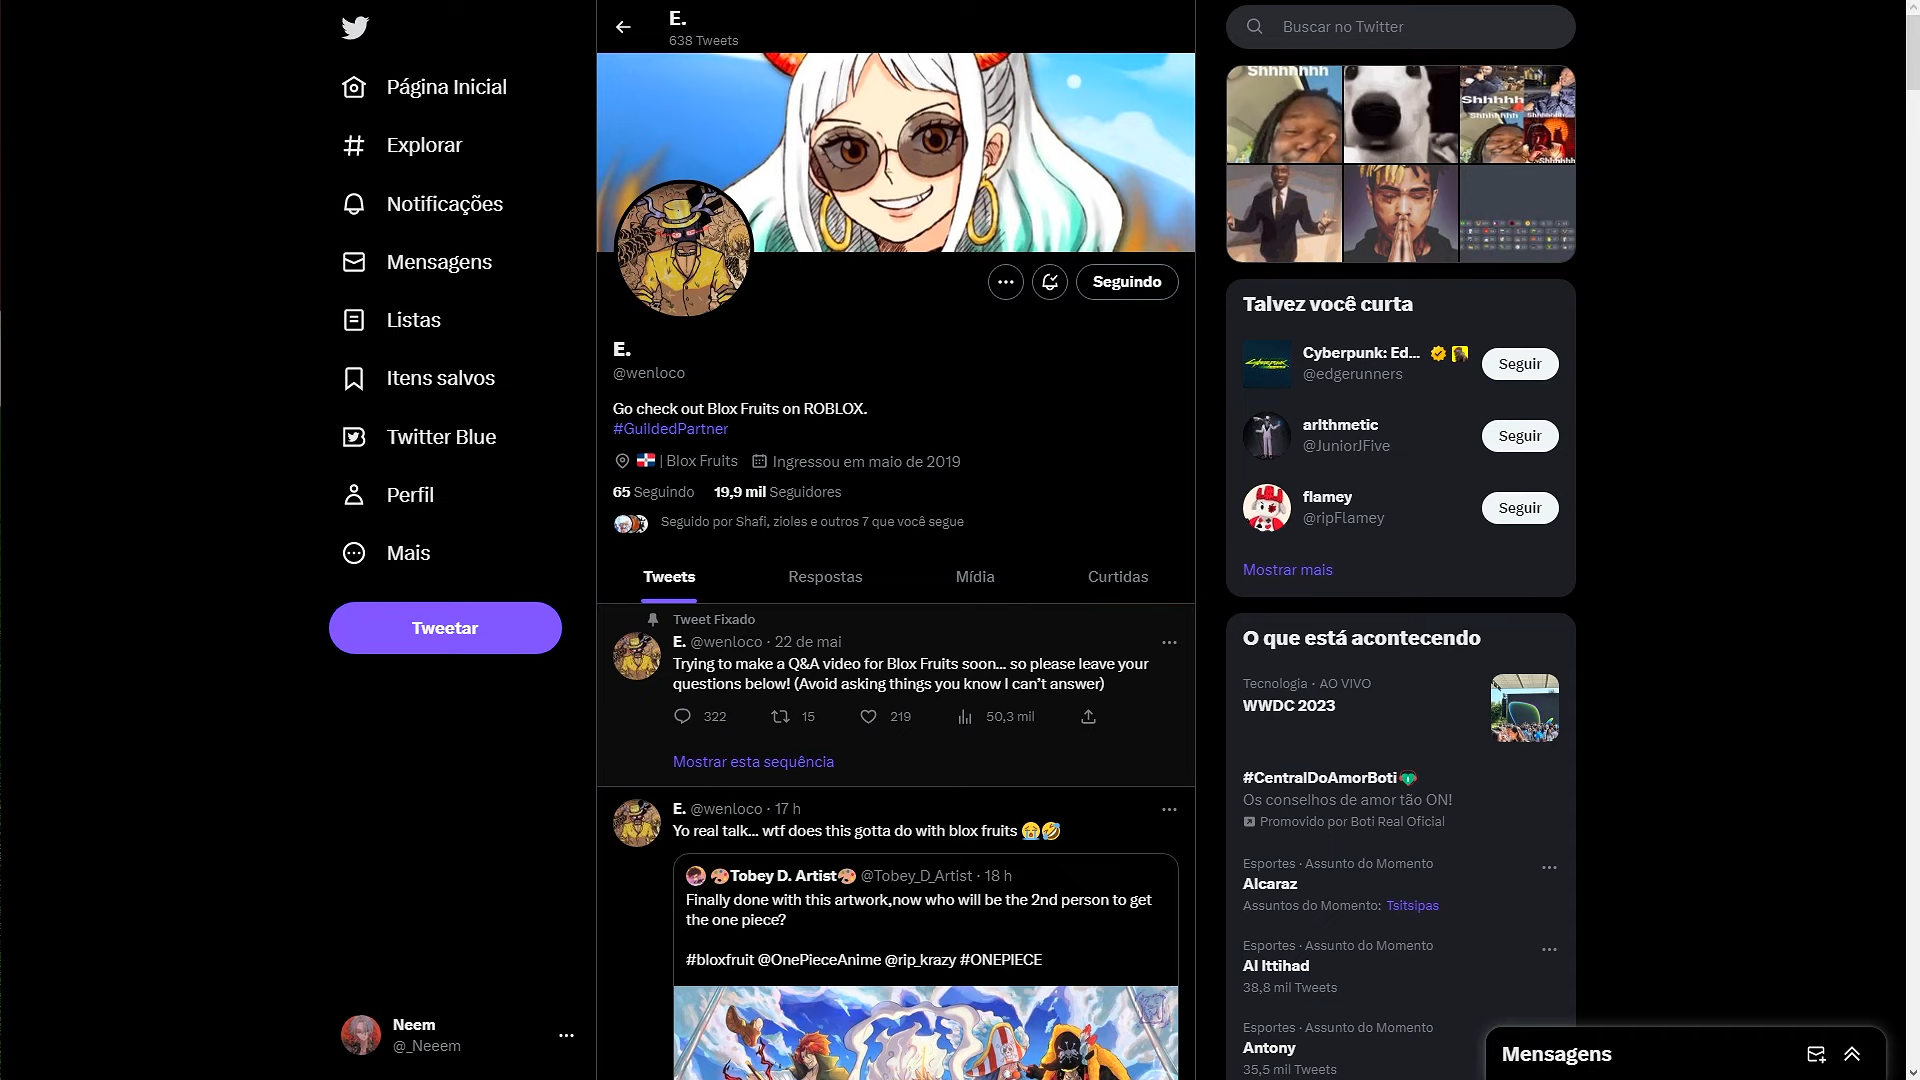 Página Inicial
Explorar
Notificações
Mensagens
Listas
Itens salvos
Twitter Blue
Perfil
Mais
Tweetar
Neem
@_Neeem
E.
638 Tweets
Seguindo
E.
@wenloco
Go check out Blox Fruits on ROBLOX.
#GuildedPartner
🇩🇴 | Blox Fruits Ingressou em maio de 2019
65 Seguindo 19,9 mil Seguidores
Seguido por Shafi, zioles e outros 7 que você segue
Tweets Respostas Mídia Curtidas
Tweet Fixado
E. @wenloco · 22 de mai
Trying to make a Q&A video for Blox Fruits soon... so please leave your
questions below! (Avoid asking things you know I can’t answer)
322 15 219 50,3 mil
Mostrar esta sequência
E. @wenloco · 17 h
Yo real talk... wtf does this gotta do with blox fruits 😭🤣
🎨Tobey D. Artist🎨 @Tobey_D_Artist · 18 h
Finally done with this artwork,now who will be the 2nd person to get
the one piece?
#bloxfruit @OnePieceAnime @rip_krazy #ONEPIECE
Buscar no Twitter
Shhhhhhh
Shhhhh
Shhhhhhh
Shhhhhh
Talvez você curta
Cyberpunk: Ed...
@edgerunners
Seguir
arlthmetic
@JuniorJFive
Seguir
flamey
@ripFlamey
Seguir
Mostrar mais
O que está acontecendo
Tecnologia · AO VIVO
WWDC 2023
#CentralDoAmorBoti
Os conselhos de amor tão ON!
Promovido por Boti Real Oficial
Esportes · Assunto do Momento
Alcaraz
Assuntos do Momento: Tsitsipas
Esportes · Assunto do Momento
Al Ittihad
38,8 mil Tweets
Esportes · Assunto do Momento
Antony
35,5 mil Tweets
Mensagens